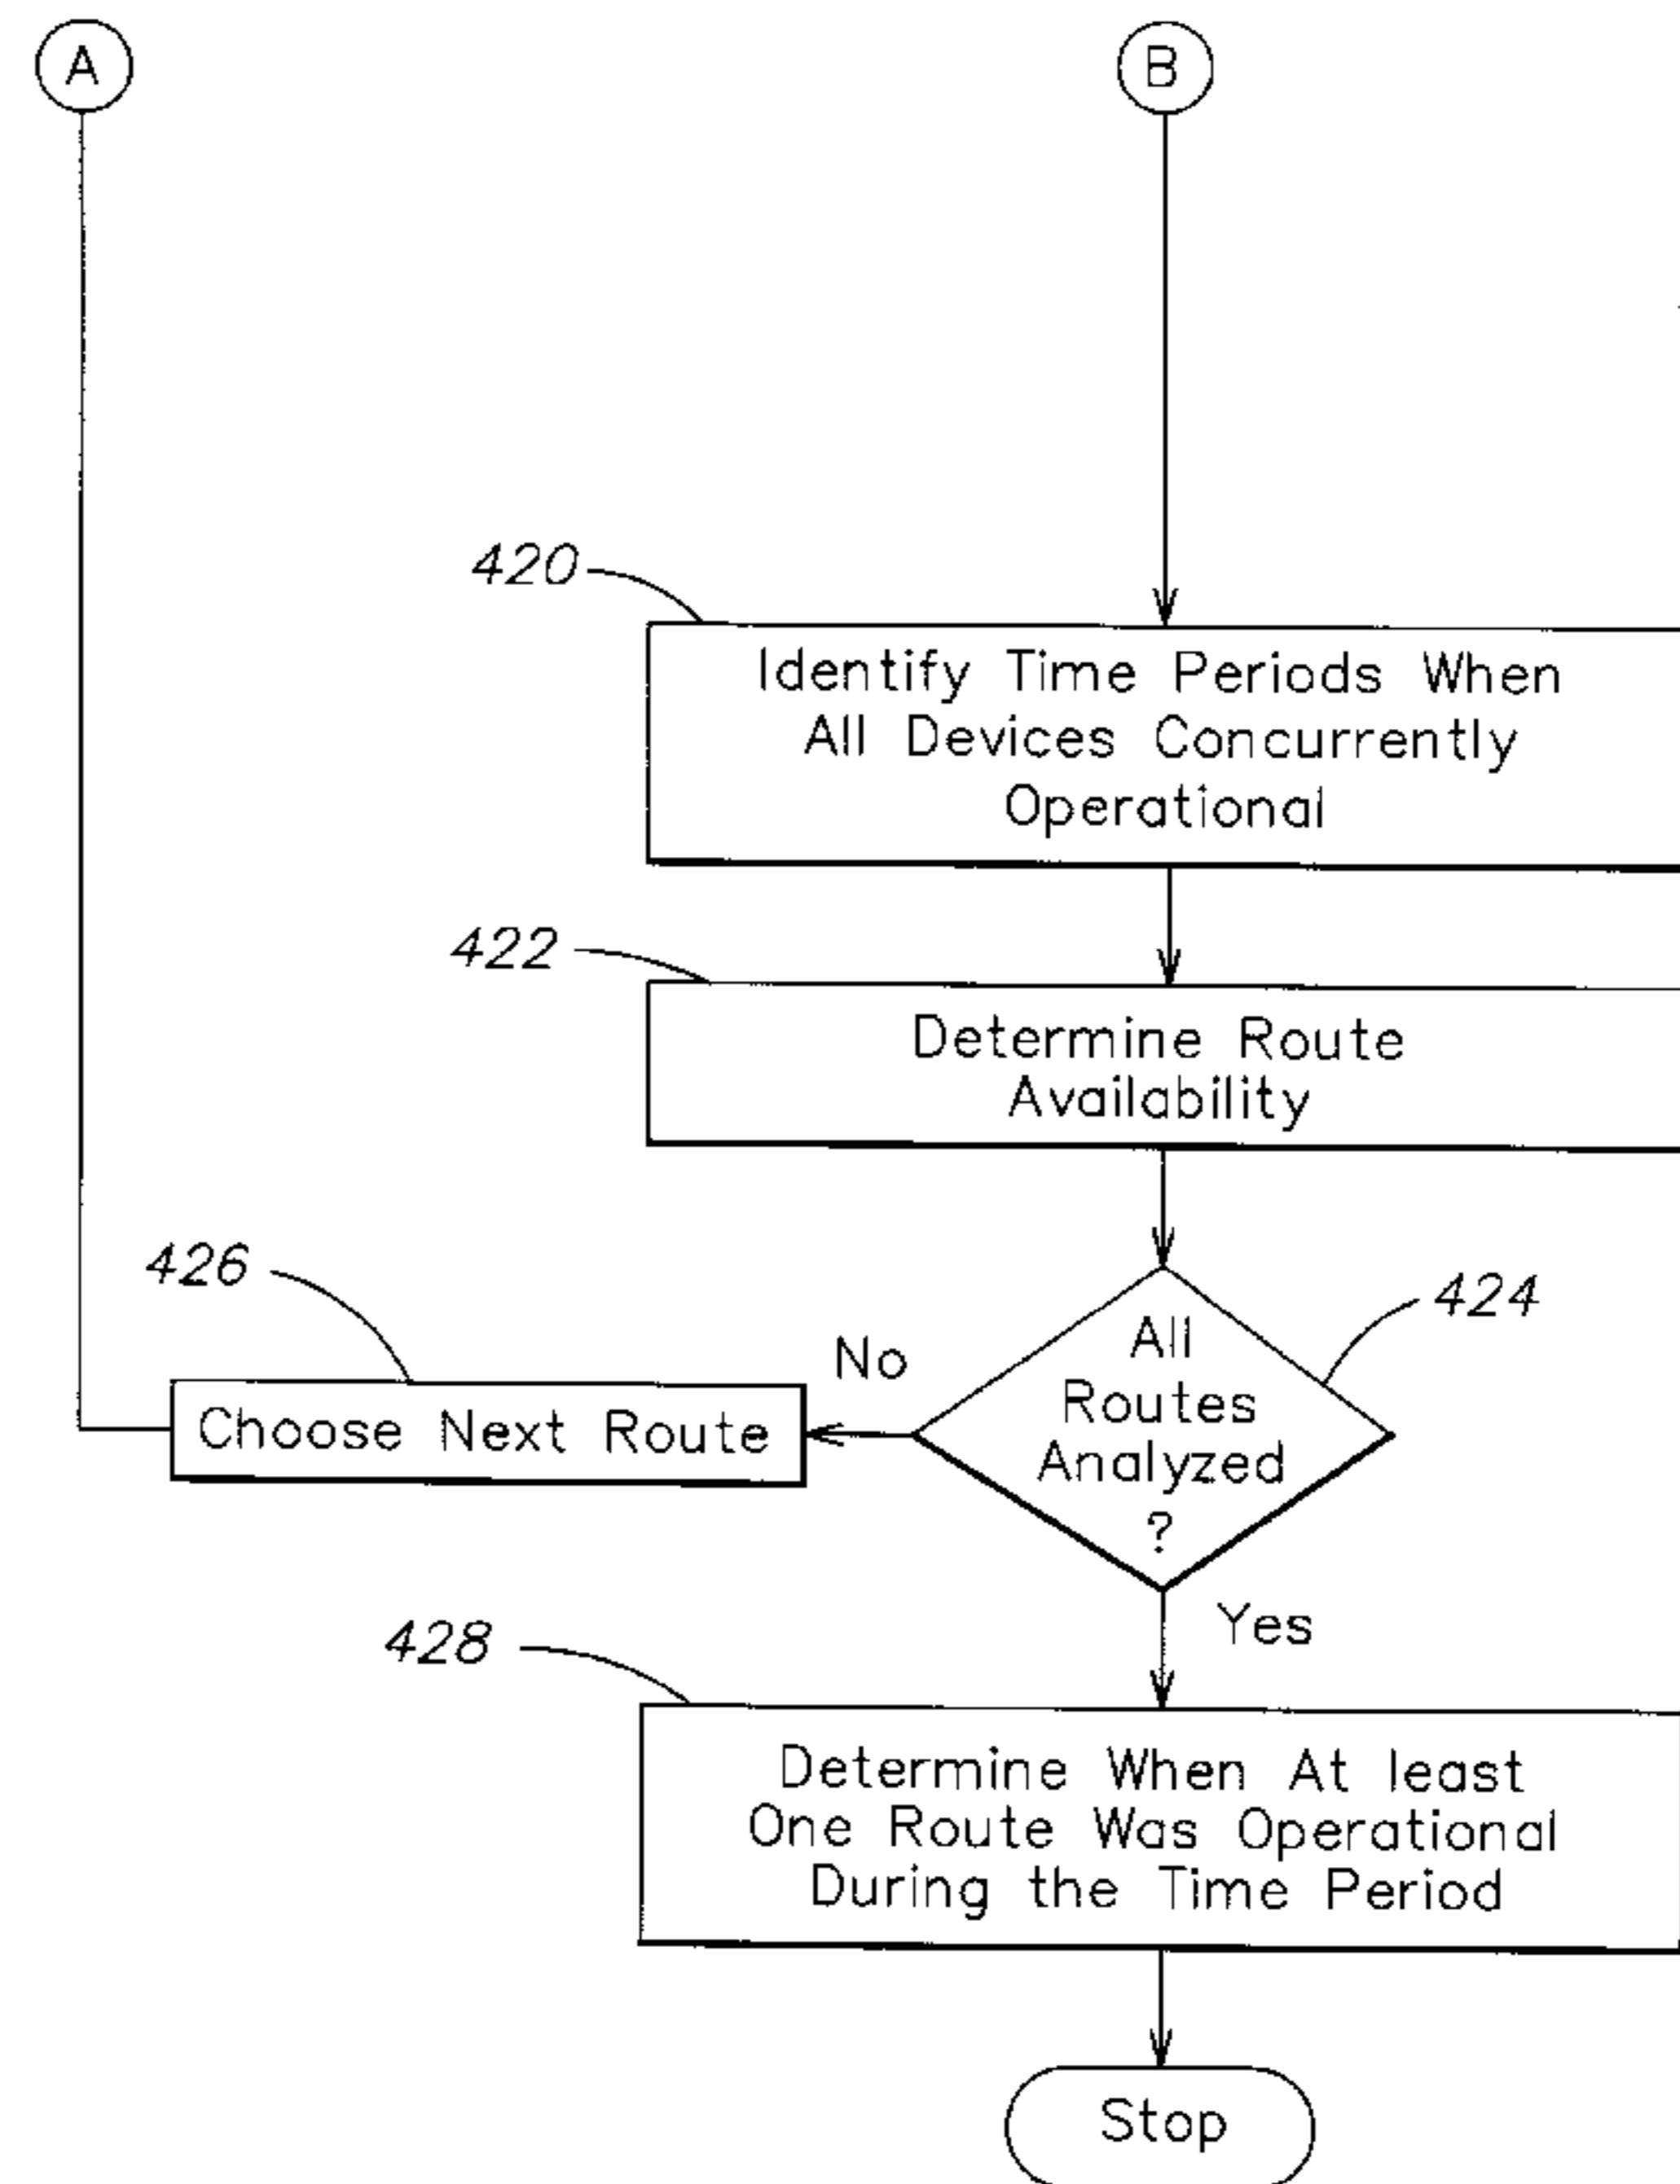 A
B
420
Identify Time Periods When
All Devices Concurrently
Operational
422
Determine Route
Availability
426
424
No
All
Routes
Analyzed
?
Choose Next Route
Yes
428
Determine When At least
One Route Was Operational
During the Time Period
Stop